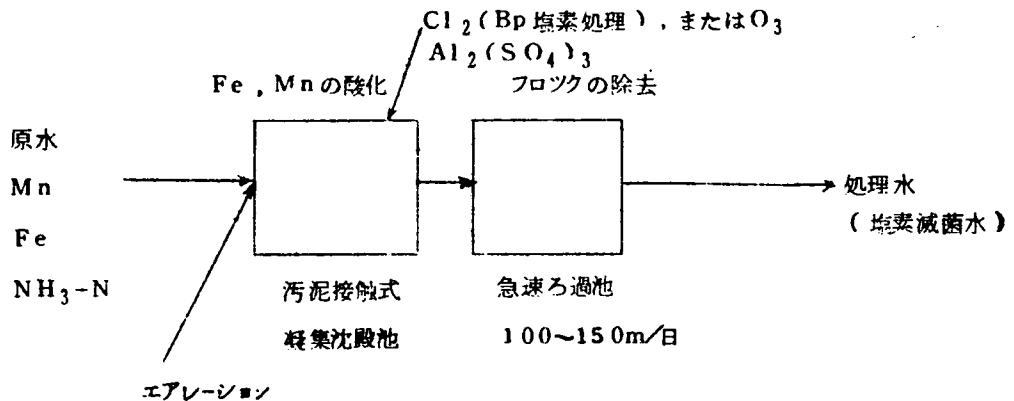 Cl₂(Bp塩素処理),またはO₃
Al₂(SO₄)₃
Fe,Mnの酸化
フロツクの除去
原水
Mn
Fe
NH₃-N
処理水
(塩素滅菌水)
汚泥接触式
凝集沈殿池
急速ろ過池
100~150m/日
エアレーション